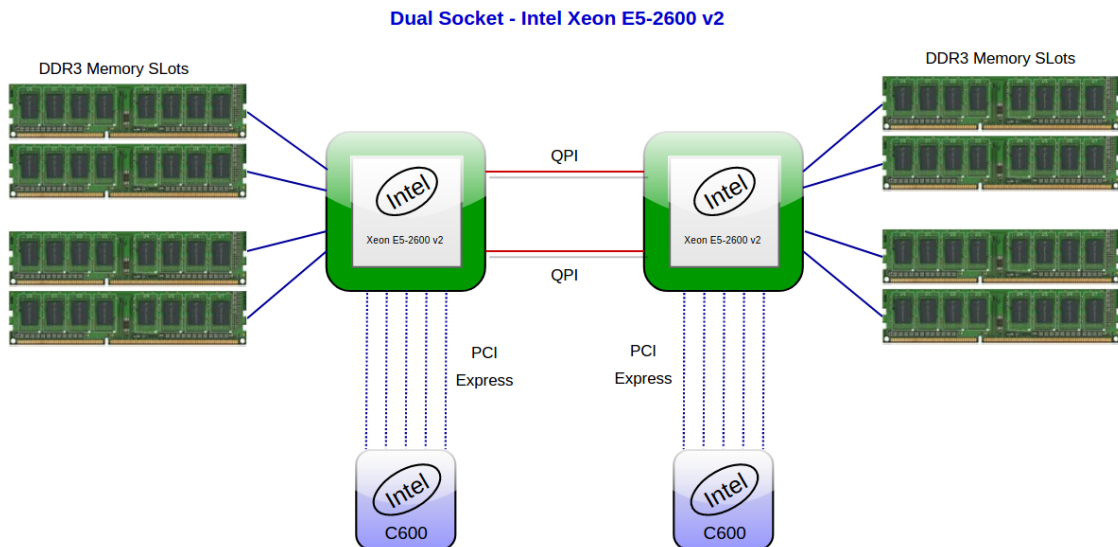 Dual Socket - Intel Xeon E5-2600 v2
DDR3 Memory SLots
DDR3 Memory SLots
QPI
Intel
Intel
Xeon E5-2600 v2
Xeon E5-2600 v2
QPI
PCI
Express
PCI
Express
Intel
C600
Intel
C600